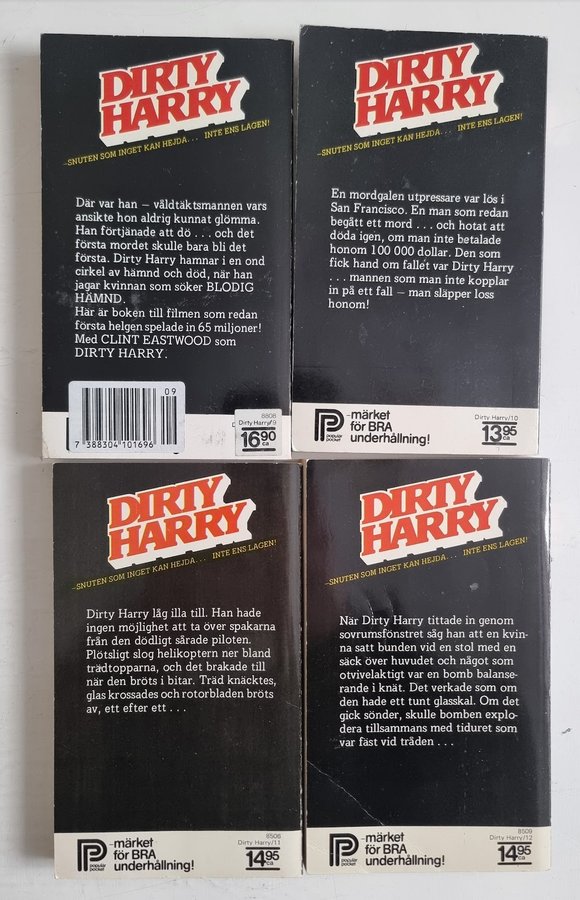 DIRTY
HARRY
–SNUTEN SOM INGET KAN HEJDA... INTE ENS LAGEN!
Där var han – våldtäktsmannen vars
ansikte hon aldrig kunnat glömma.
Han förtjänade att dö . . . och det
första mordet skulle bara bli det
första. Dirty Harry hamnar i en ond
cirkel av hämnd och död, när han
jagar kvinnan som söker BLODIG
HÄMND.
Här är boken till filmen som redan
första helgen spelade in 65 miljoner!
Med CLINT EASTWOOD som
DIRTY HARRY.
09
7 388304 101696
8808
Dirty Harry/9
16 90
ca
DIRTY
HARRY
–SNUTEN SOM INGET KAN HEJDA... INTE ENS LAGEN!
En mordgalen utpressare var lös i
San Francisco. En man som redan
begått ett mord . . . och hotat att
döda igen, om man inte betalade
honom 100 000 dollar. Den som
fick hand om fallet var Dirty Harry
. . . mannen som man inte kopplar
in på ett fall – man släpper loss
honom!
P
popular
pocket
–märket
för BRA
underhållning!
Dirty Harry/10
13 95
ca
DIRTY
HARRY
–SNUTEN SOM INGET KAN HEJDA... INTE ENS LAGEN!
Dirty Harry låg illa till. Han hade
ingen möjlighet att ta över spakarna
från den dödligt sårade piloten.
Plötsligt slog helikoptern ner bland
trädtopparna, och det brakade till
när den bröts i bitar. Träd knäcktes,
glas krossades och rotorbladen bröts
av, ett efter ett . . .
P
popular
pocket
–märket
för BRA
underhållning!
8506
Dirty Harry/11
14 95
ca
DIRTY
HARRY
–SNUTEN SOM INGET KAN HEJDA... INTE ENS LAGEN!
När Dirty Harry tittade in genom
sovrumsfönstret såg han att en kvin-
na satt bunden vid en stol med en
säck över huvudet och något som
otvivelaktigt var en bomb balanse-
rande i knät. Det verkade som om
den hade ett tunt glasskal. Om det
gick sönder, skulle bomben explo-
dera tillsammans med tiduret som
var fäst vid tråden . . .
P
popular
pocket
–märket
för BRA
underhållning!
8509
Dirty Harry/12
14 95
ca